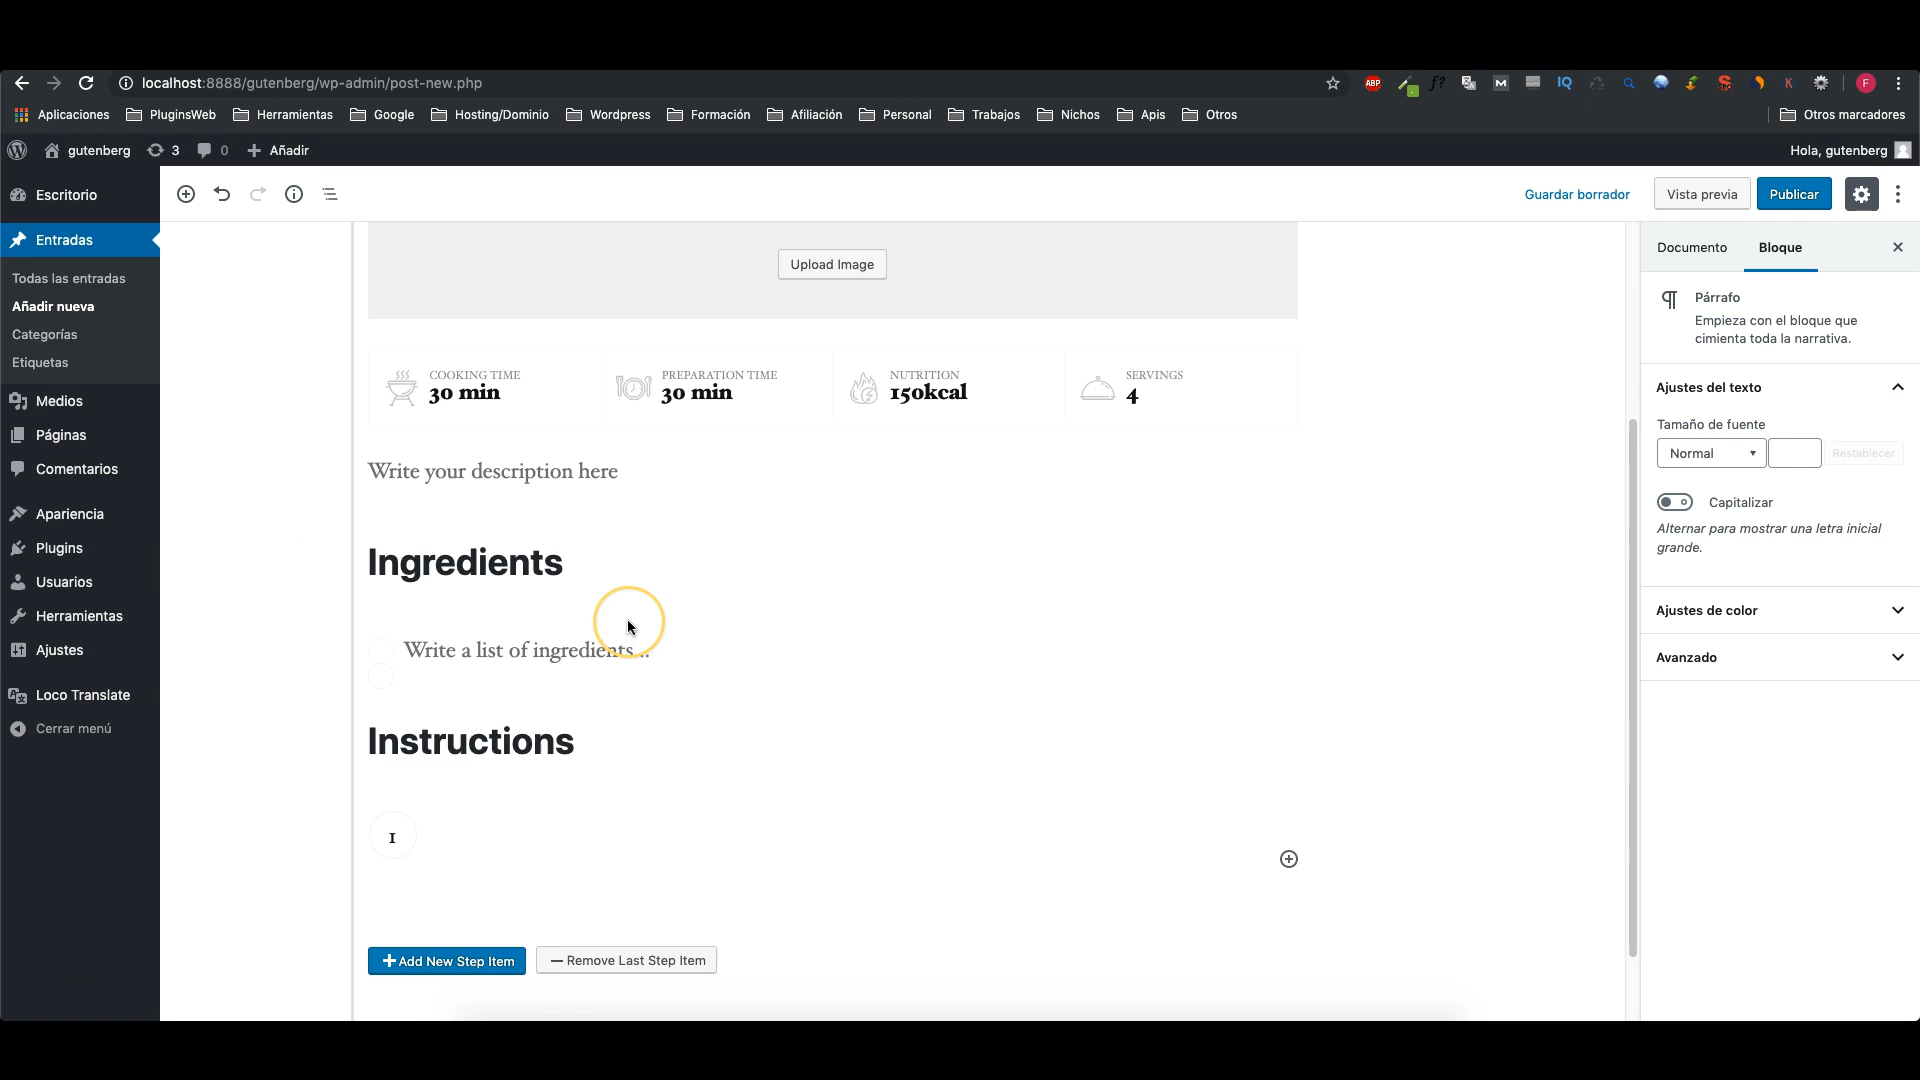 localhost:8888/gutenberg/wp-admin/post-new.php
ABP
f?
M
IQ
K
F
Aplicaciones PluginsWeb Herramientas Google Hosting/Dominio Wordpress Formación Afiliación Personal Trabajos Nichos Apis Otros Otros marcadores
gutenberg 3 0 Añadir Hola, gutenberg
Escritorio
Entradas
Todas las entradas
Añadir nueva
Categorías
Etiquetas
Medios
Páginas
Comentarios
Apariencia
Plugins
Usuarios
Herramientas
Ajustes
Loco Translate
Cerrar menú
Guardar borrador Vista previa Publicar
Upload Image
COOKING TIME
30 min
PREPARATION TIME
30 min
NUTRITION
150kcal
SERVINGS
4
Write your description here
Ingredients
Write a list of ingredients...
Instructions
1
Add New Step Item Remove Last Step Item
Documento Bloque
Párrafo
Empieza con el bloque que
cimienta toda la narrativa.
Ajustes del texto
Tamaño de fuente
Normal Restablecer
Capitalizar
Alternar para mostrar una letra inicial
grande.
Ajustes de color
Avanzado